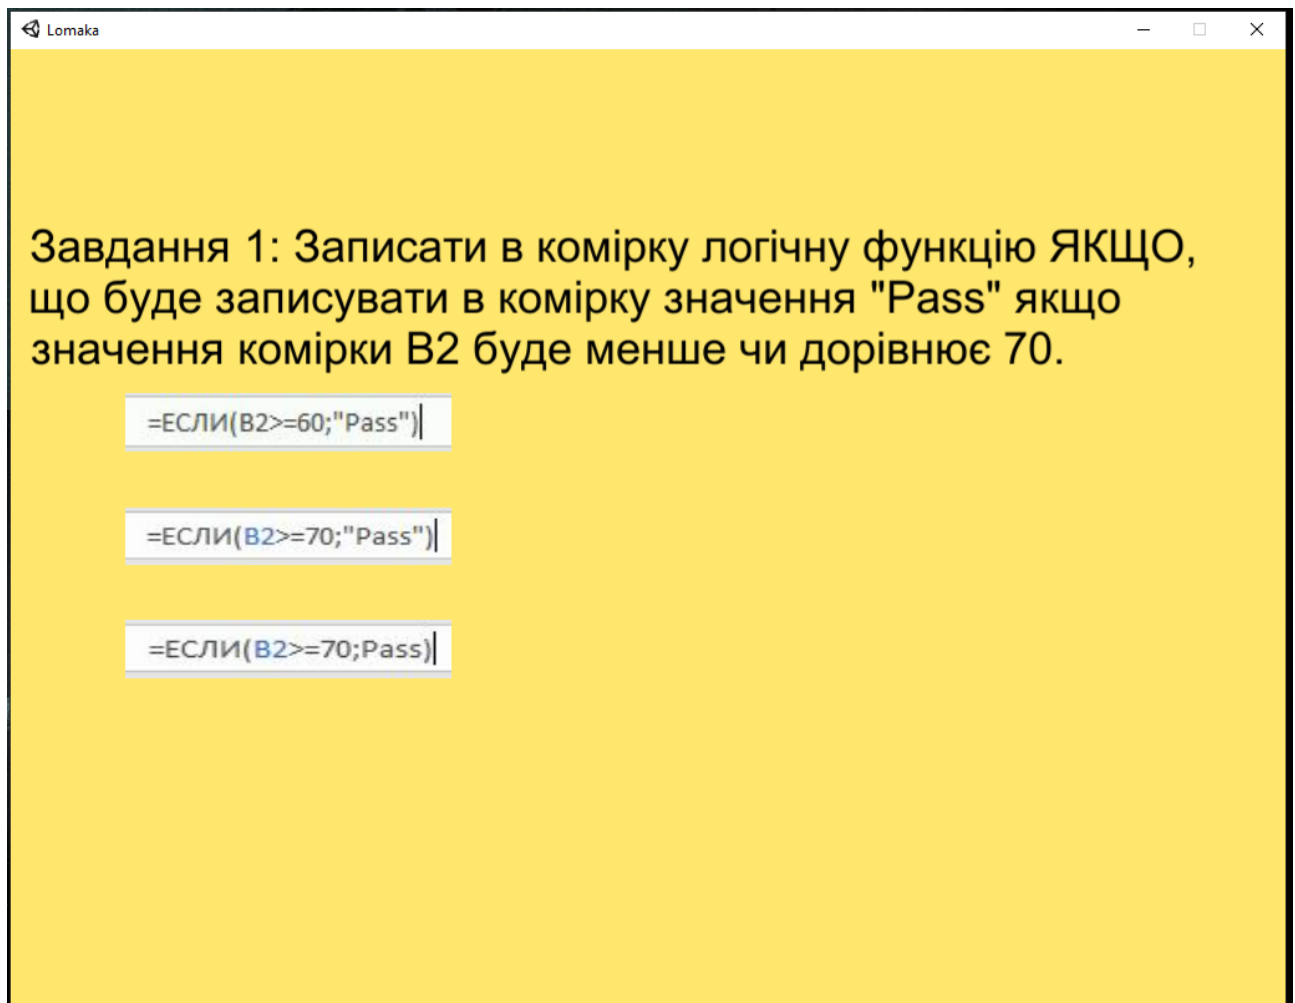 Lomaka
Завдання 1: Записати в комірку логічну функцію ЯКЩО,
що буде записувати в комірку значення "Pass" якщо
значення комірки B2 буде менше чи дорівнює 70.
=ЕСЛИ(B2>=60;"Pass")
=ЕСЛИ(B2>=70;"Pass")
=ЕСЛИ(B2>=70;Pass)